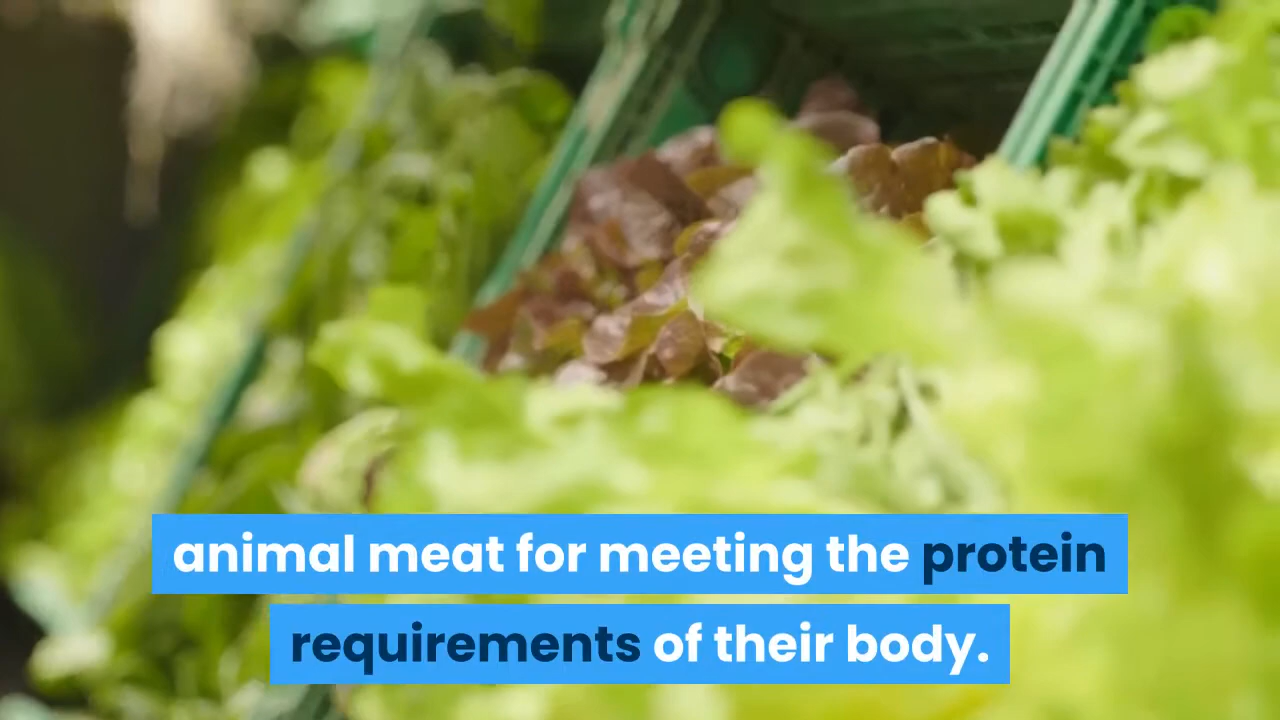 animal meat for meeting the protein
requirements of their body.